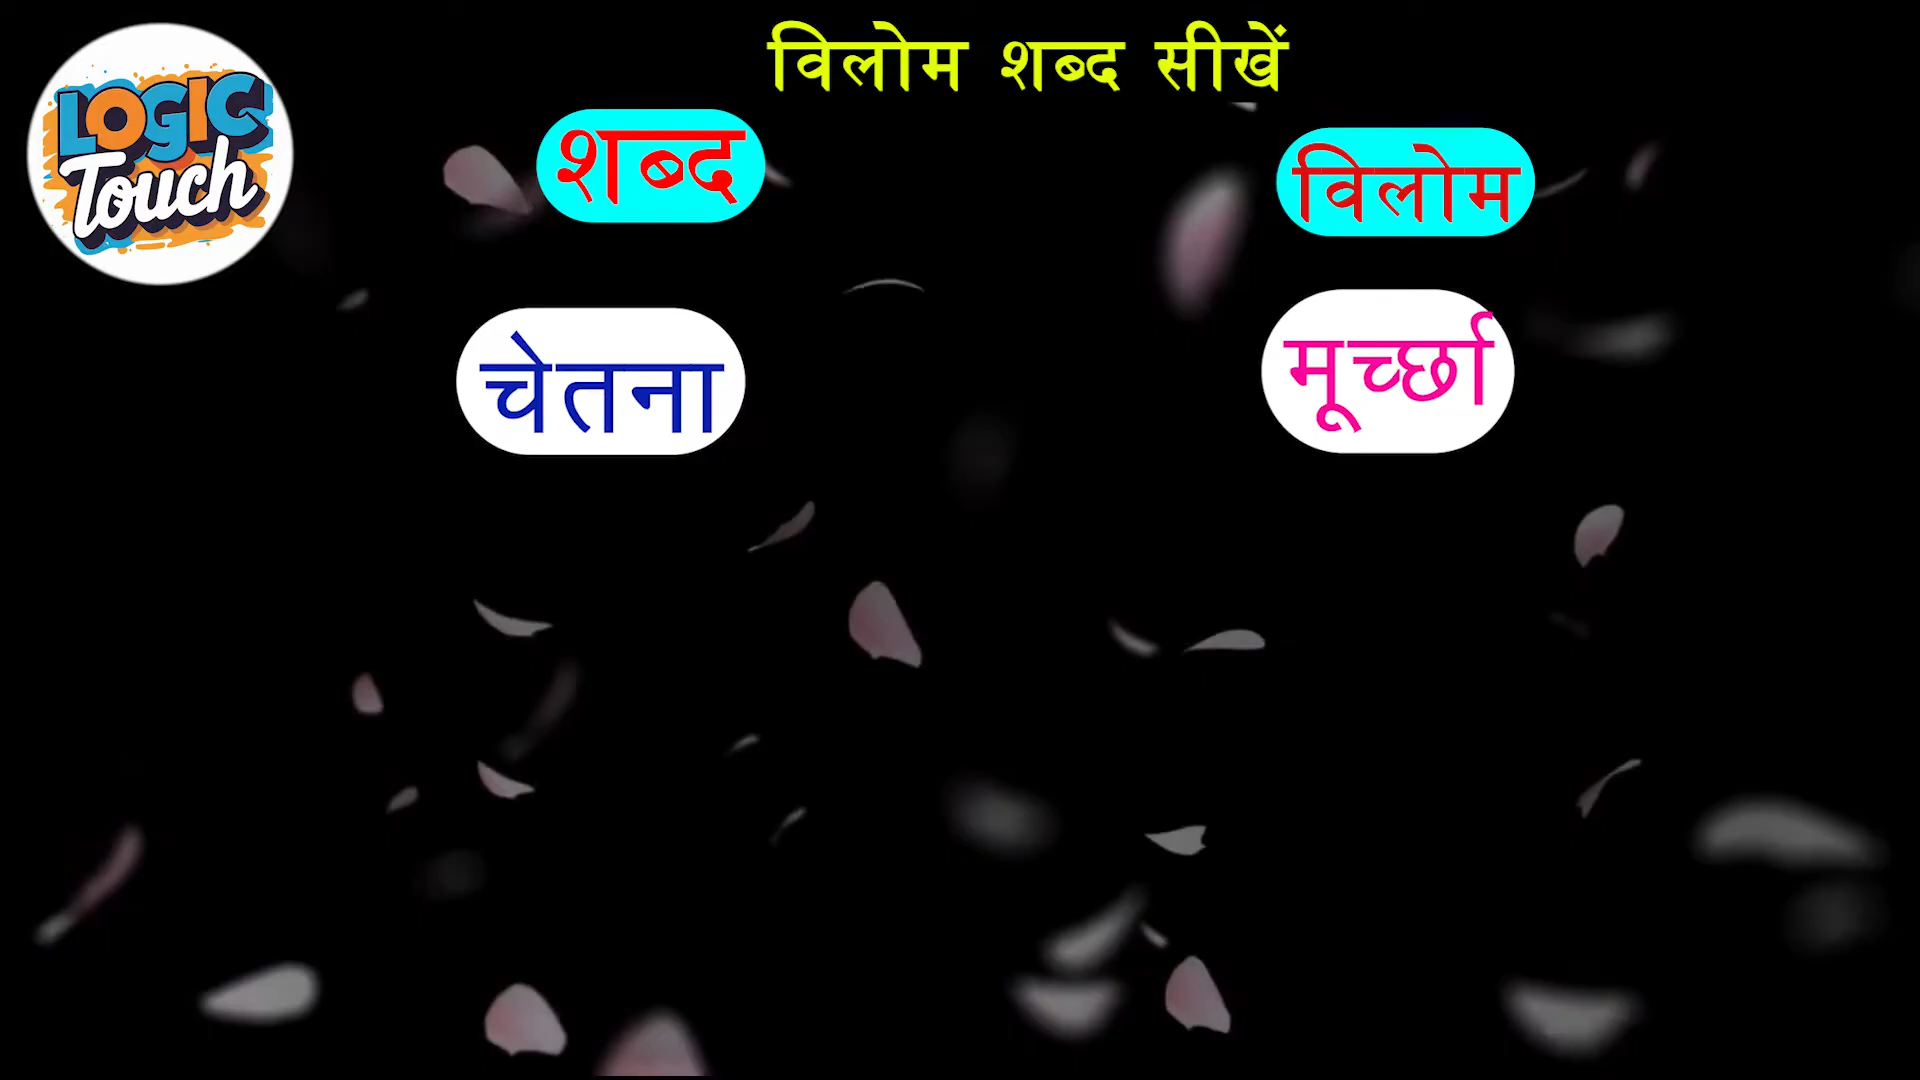 विलोम शब्द सीखें
LOGIC
Touch
शब्द विलोम
चेतना मूर्च्छा